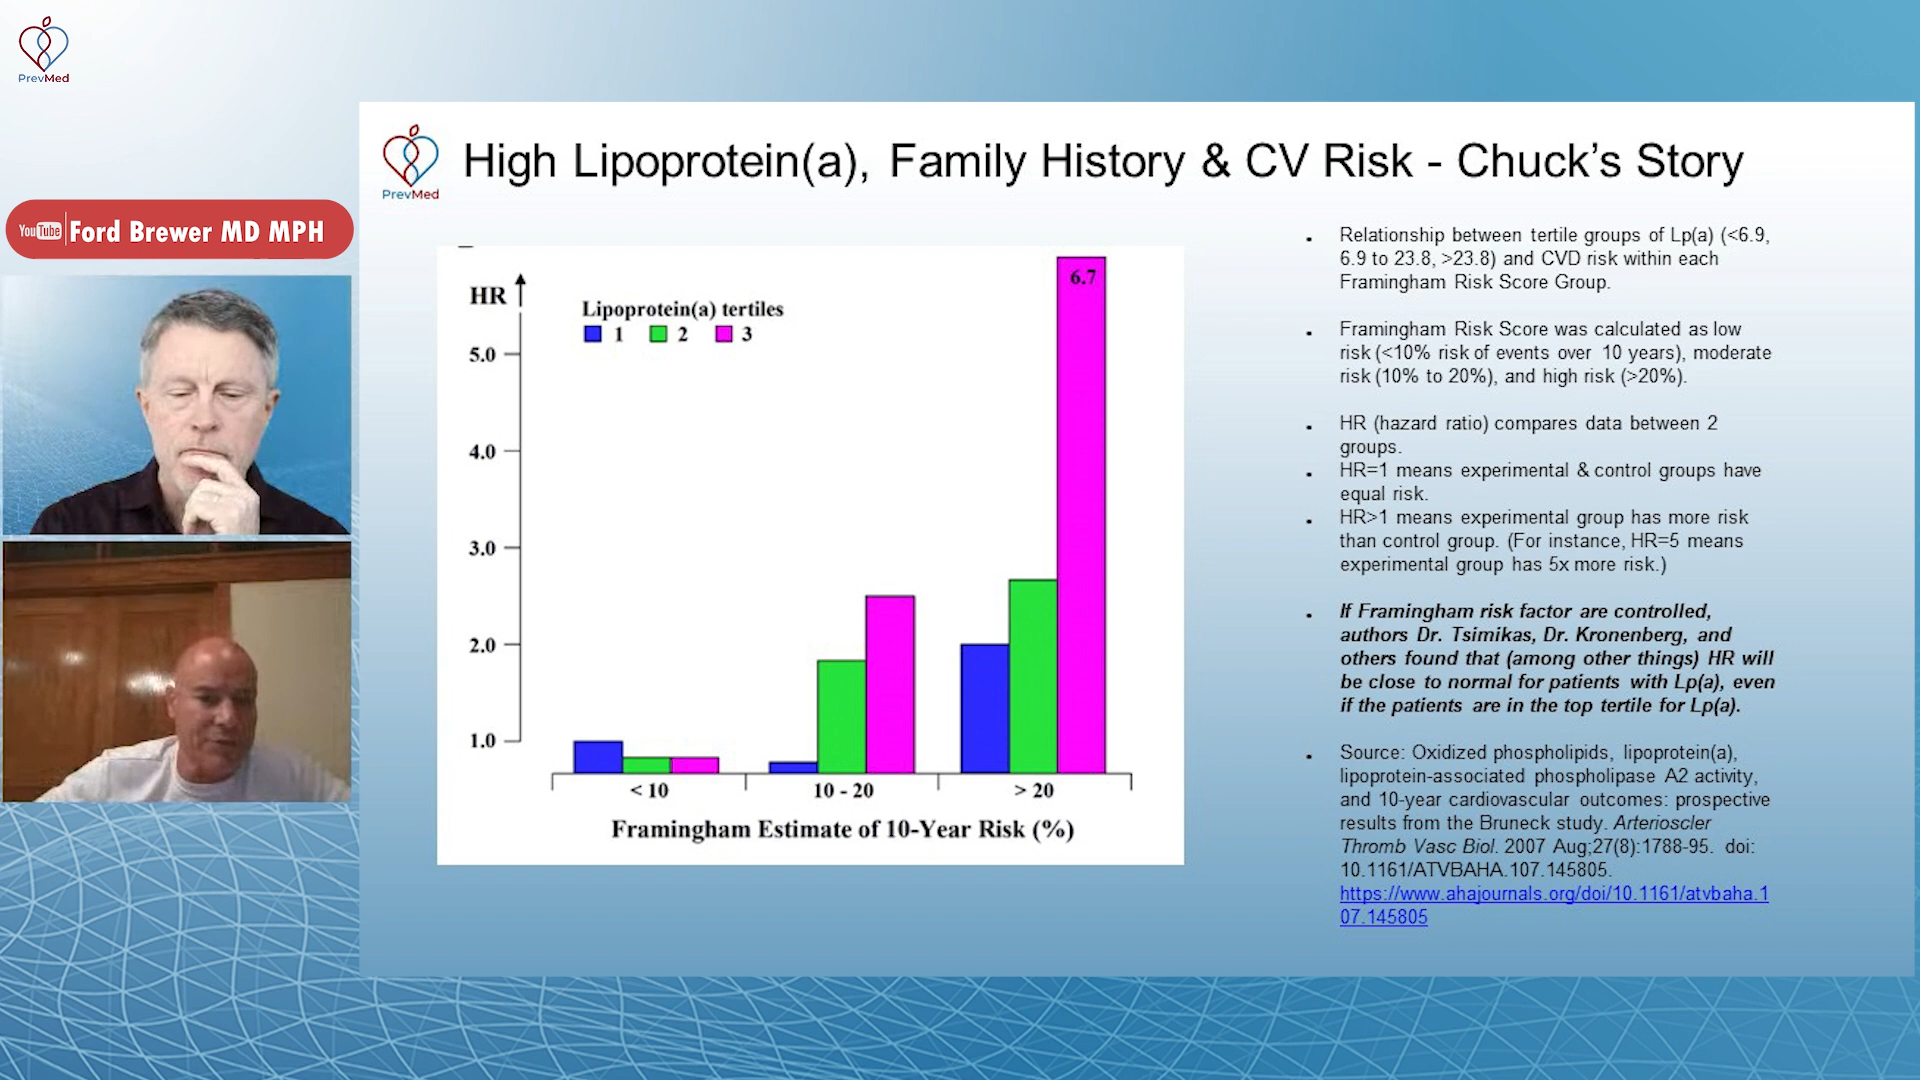 PrevMed
YouTube Ford Brewer MD MPH
PrevMed
High Lipoprotein(a), Family History & CV Risk - Chuck's Story
HR
Lipoprotein(a) tertiles
1 2 3
6.7
5.0
4.0
3.0
2.0
1.0
< 10 10 - 20 > 20
Framingham Estimate of 10-Year Risk (%)
Relationship between tertile groups of Lp(a) (<6.9,
6.9 to 23.8, >23.8) and CVD risk within each
Framingham Risk Score Group.
Framingham Risk Score was calculated as low
risk (<10% risk of events over 10 years), moderate
risk (10% to 20%), and high risk (>20%).
HR (hazard ratio) compares data between 2
groups.
HR=1 means experimental & control groups have
equal risk.
HR>1 means experimental group has more risk
than control group. (For instance, HR=5 means
experimental group has 5x more risk.)
If Framingham risk factor are controlled,
authors Dr. Tsimikas, Dr. Kronenberg, and
others found that (among other things) HR will
be close to normal for patients with Lp(a), even
if the patients are in the top tertile for Lp(a).
Source: Oxidized phospholipids, lipoprotein(a),
lipoprotein-associated phospholipase A2 activity,
and 10-year cardiovascular outcomes: prospective
results from the Bruneck study. Arterioscler
Thromb Vasc Biol. 2007 Aug;27(8):1788-95. doi:
10.1161/ATVBAHA.107.145805.
https://www.ahajournals.org/doi/10.1161/atvbaha.1
07.145805